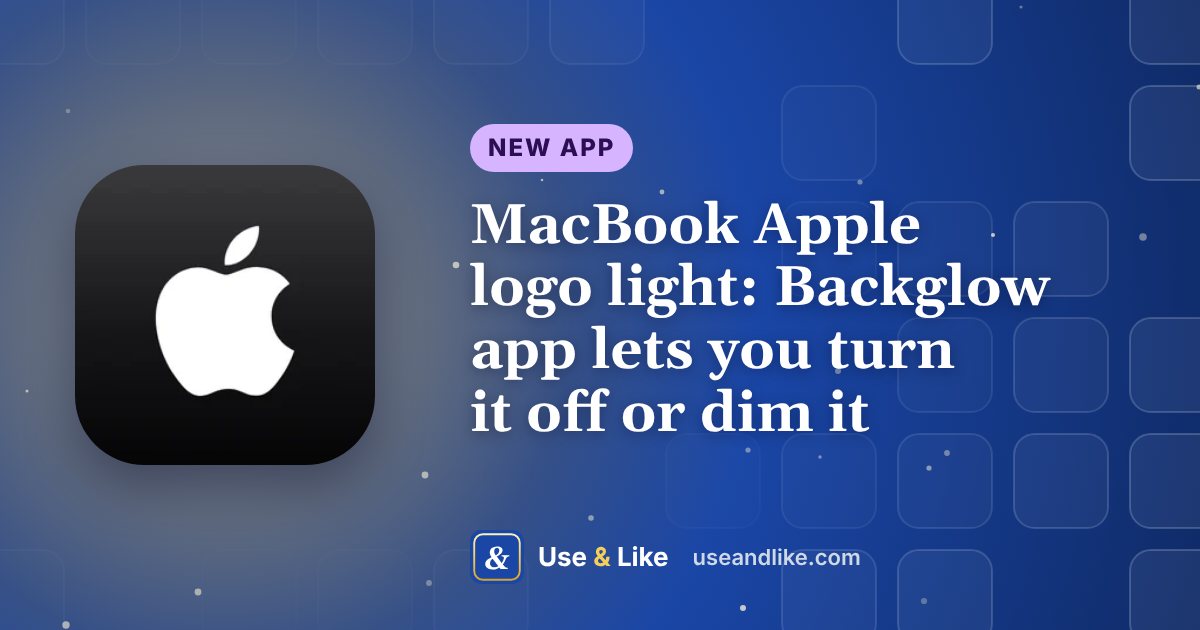 NEW APP
MacBook Apple
logo light: Backglow
app lets you turn
it off or dim it
& Use & Like useandlike.com